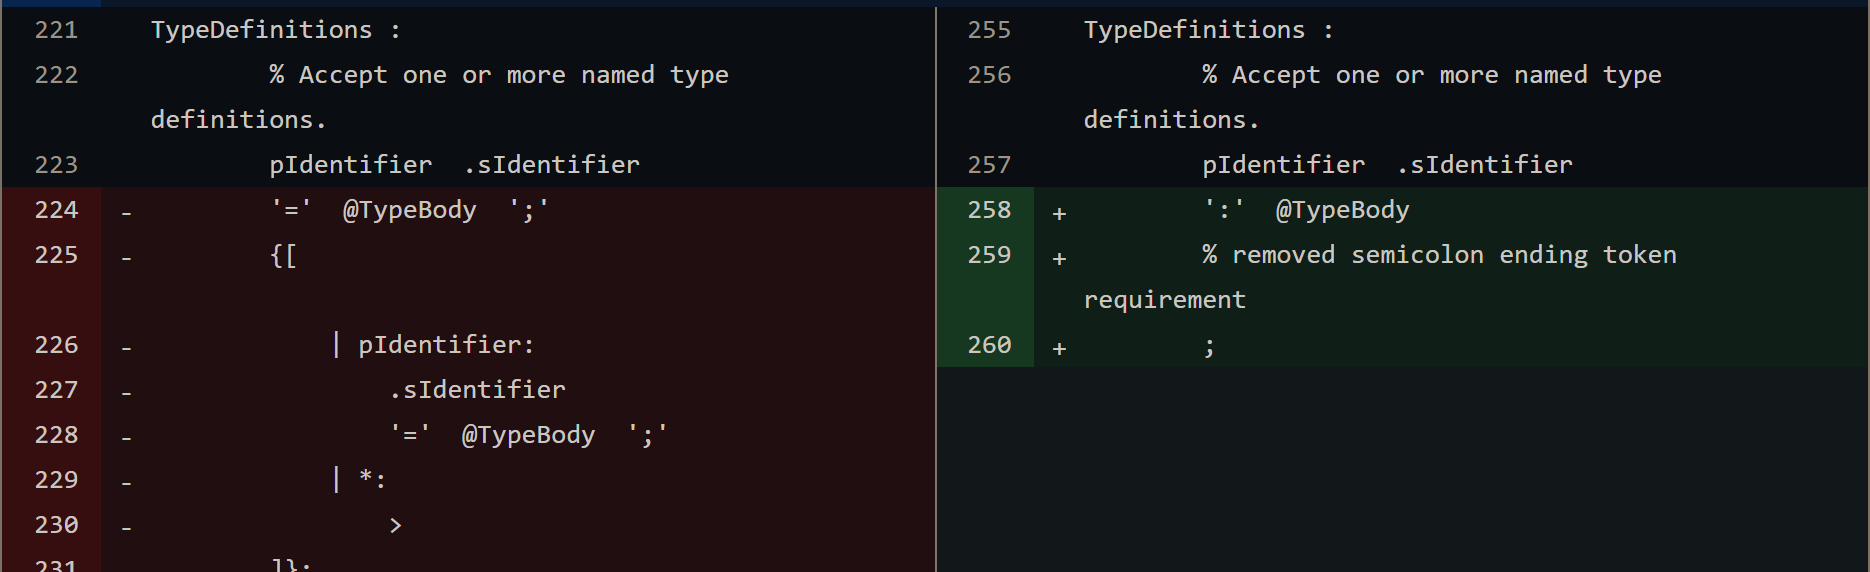 221 TypeDefinitions :
222 % Accept one or more named type
definitions.
223 pIdentifier .sIdentifier
224 - '=' @TypeBody ';'
225 - {[
226 - | pIdentifier:
227 - .sIdentifier
228 - '=' @TypeBody ';'
229 - | *:
230 - >
231 ]};
255 TypeDefinitions :
256 % Accept one or more named type
definitions.
257 pIdentifier .sIdentifier
258 + ':' @TypeBody
259 + % removed semicolon ending token
requirement
260 + ;